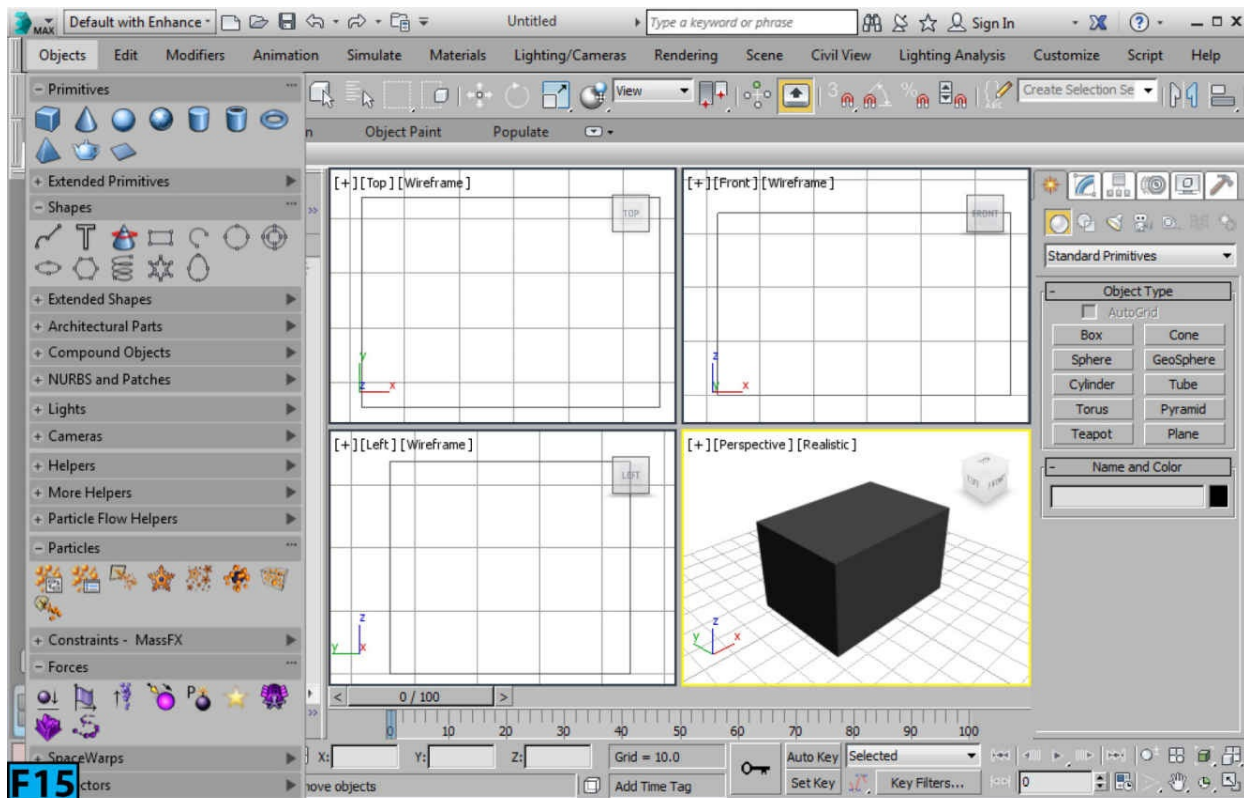 MAX Default with Enhance Untitled Type a keyword or phrase Sign In
Objects Edit Modifiers Animation Simulate Materials Lighting/Cameras Rendering Scene Civil View Lighting Analysis Customize Script Help
- Primitives
View
3
%
Create Selection Se
Object Paint Populate
+ Extended Primitives
- Shapes
+ Extended Shapes
+ Architectural Parts
+ Compound Objects
+ NURBS and Patches
+ Lights
+ Cameras
+ Helpers
+ More Helpers
+ Particle Flow Helpers
- Particles
+ Constraints - MassFX
- Forces
+ SpaceWarps
ctors
F15
[+][Top][Wireframe]
TOP
y
z x
[+][Front][Wireframe]
FRONT
z
y x
[+][Left][Wireframe]
LEFT
z
y x
[+][Perspective][Realistic]
FRONT
z
y x
Standard Primitives
- Object Type
AutoGrid
Box Cone
Sphere GeoSphere
Cylinder Tube
Torus Pyramid
Teapot Plane
- Name and Color
< 0 / 100 >
0 10 20 30 40 50 60 70 80 90 100
X: Y: Z: Grid = 10.0 Auto Key Selected
ove objects Add Time Tag Set Key Key Filters... 0